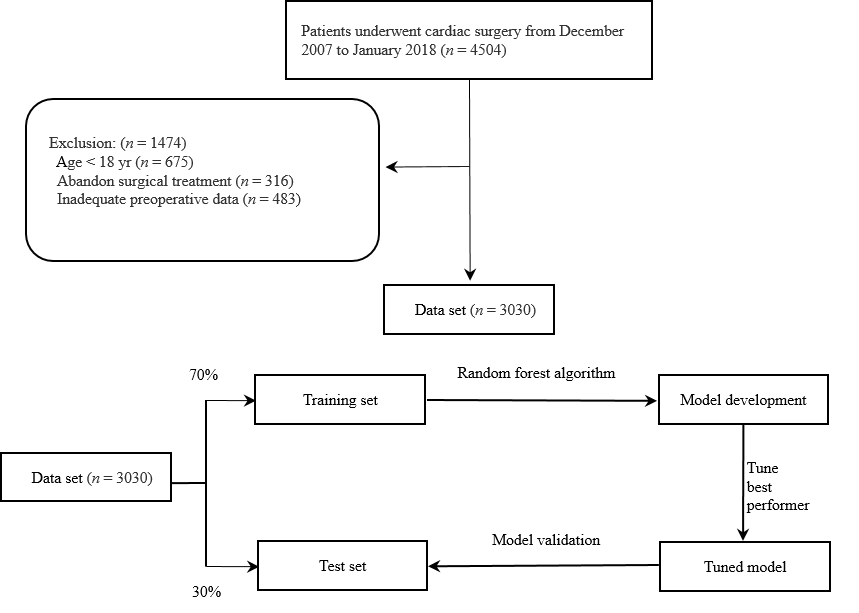 Patients underwent cardiac surgery from December
2007 to January 2018 (n = 4504)
Exclusion: (n = 1474)
Age < 18 yr (n = 675)
Abandon surgical treatment (n = 316)
Inadequate preoperative data (n = 483)
Data set (n = 3030)
70%
Random forest algorithm
Training set
Model development
Data set (n = 3030)
Tune
best
performer
Model validation
Test set
Tuned model
30%